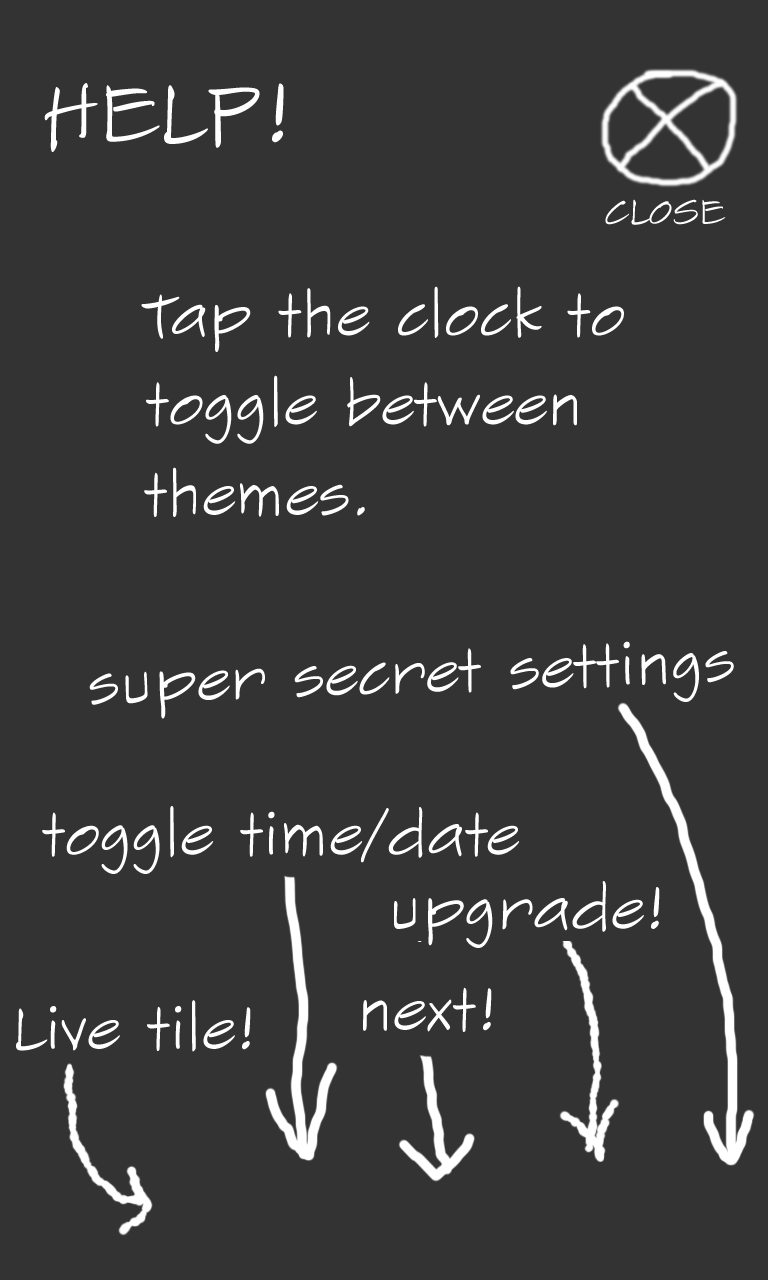 HELP!
CLOSE
Tap the clock to
toggle between
themes.
super secret settings
toggle time/date
upgrade!
next!
Live tile!